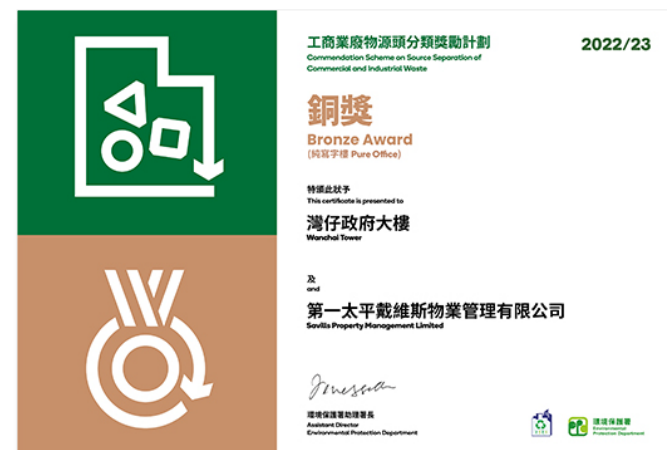 工商業廢物源頭分類獎勵計劃
2022/23
Commendation Scheme on Source Separation of
Commercial and Industrial Waste
銅獎
Bronze Award
(純寫字樓 Pure Office)
特頒此狀予
This certificate is presented to
灣仔政府大樓
Wanchai Tower
及
and
第一太平戴維斯物業管理有限公司
Savills Property Management Limited
環境保護署助理署長
Assistant Director
Environmental Protection Department
環境保護署
Environmental
Protection Department